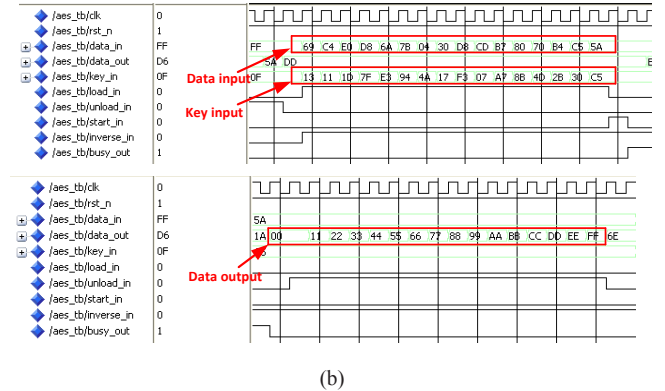 /aes_tb/clk 0
/aes_tb/rst_n 1
/aes_tb/data_in FF FF 69 C4 E0 D8 6A 7B 04 30 D8 CD B7 80 70 B4 C5 5A
/aes_tb/data_out D6 5A DD E
/aes_tb/key_in 0F 0F 13 11 1D 7F E3 94 4A 17 F3 07 A7 8B 4D 2B 30 C5
/aes_tb/load_in 0
/aes_tb/unload_in 0
/aes_tb/start_in 0
/aes_tb/inverse_in 0
/aes_tb/busy_out 1
Data input
Key input
/aes_tb/clk 0
/aes_tb/rst_n 1
/aes_tb/data_in FF 5A
/aes_tb/data_out D6 1A 00 11 22 33 44 55 66 77 88 99 AA BB CC DD EE FF 6E
/aes_tb/key_in 0F
/aes_tb/load_in 0
/aes_tb/unload_in 0
/aes_tb/start_in 0
/aes_tb/inverse_in 0
/aes_tb/busy_out 1
Data output
(b)